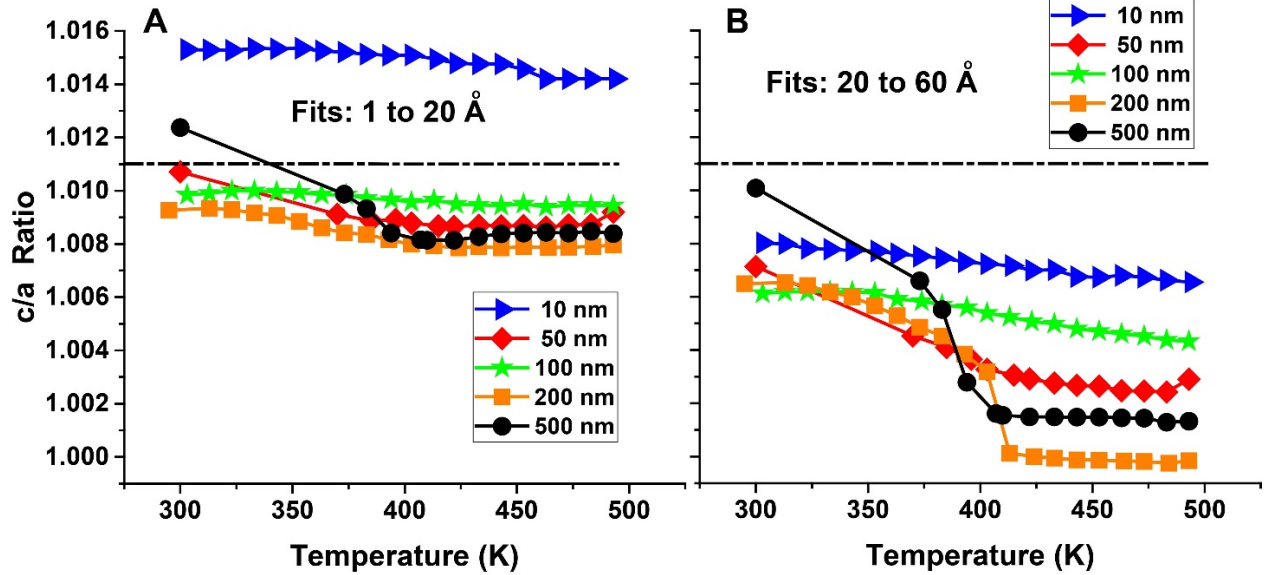 A
Fits: 1 to 20 Å
c/a Ratio
1.016
1.014
1.012
1.010
1.008
1.006
1.004
1.002
1.000
10 nm
50 nm
100 nm
200 nm
500 nm
300
350
400
450
500
Temperature (K)
B
Fits: 20 to 60 Å
10 nm
50 nm
100 nm
200 nm
500 nm
300
350
400
450
500
Temperature (K)